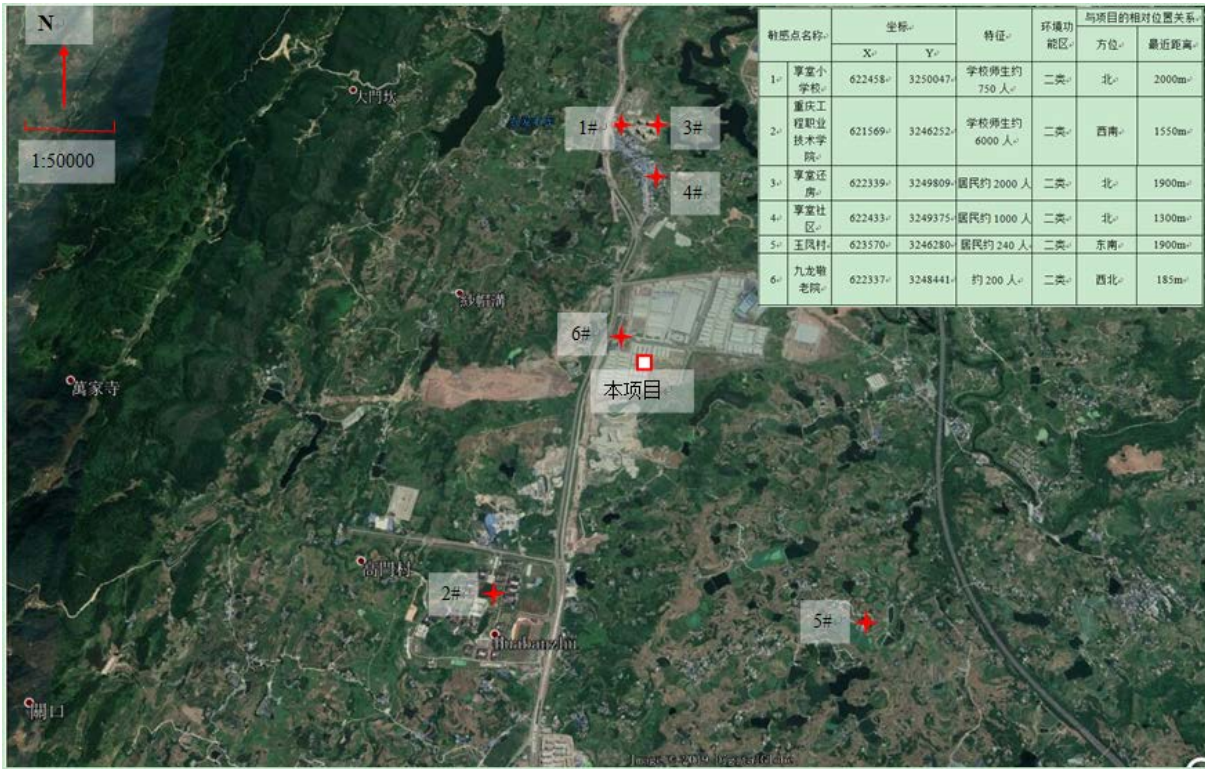 N
1:50000
大門坎
紗帽溝
萬家寺
高門村
Huabanzhu
關口
1#
3#
4#
6#
本项目
2#
5#
敏感点名称 坐标 特征 环境功能区 与项目的相对位置关系
X Y 方位 最近距离
1 享堂小学校 622458 3250047 学校师生约750人 二类 北 2000m
2 重庆工程职业技术学院 621569 3246252 学校师生约6000人 二类 西南 1550m
3 享堂还房 622339 3249809 居民约2000人 二类 北 1900m
4 享堂社区 622433 3249375 居民约1000人 二类 北 1300m
5 玉凤村 623570 3246280 居民约240人 二类 东南 1900m
6 九龙敬老院 622337 3248441 约200人 二类 西北 185m